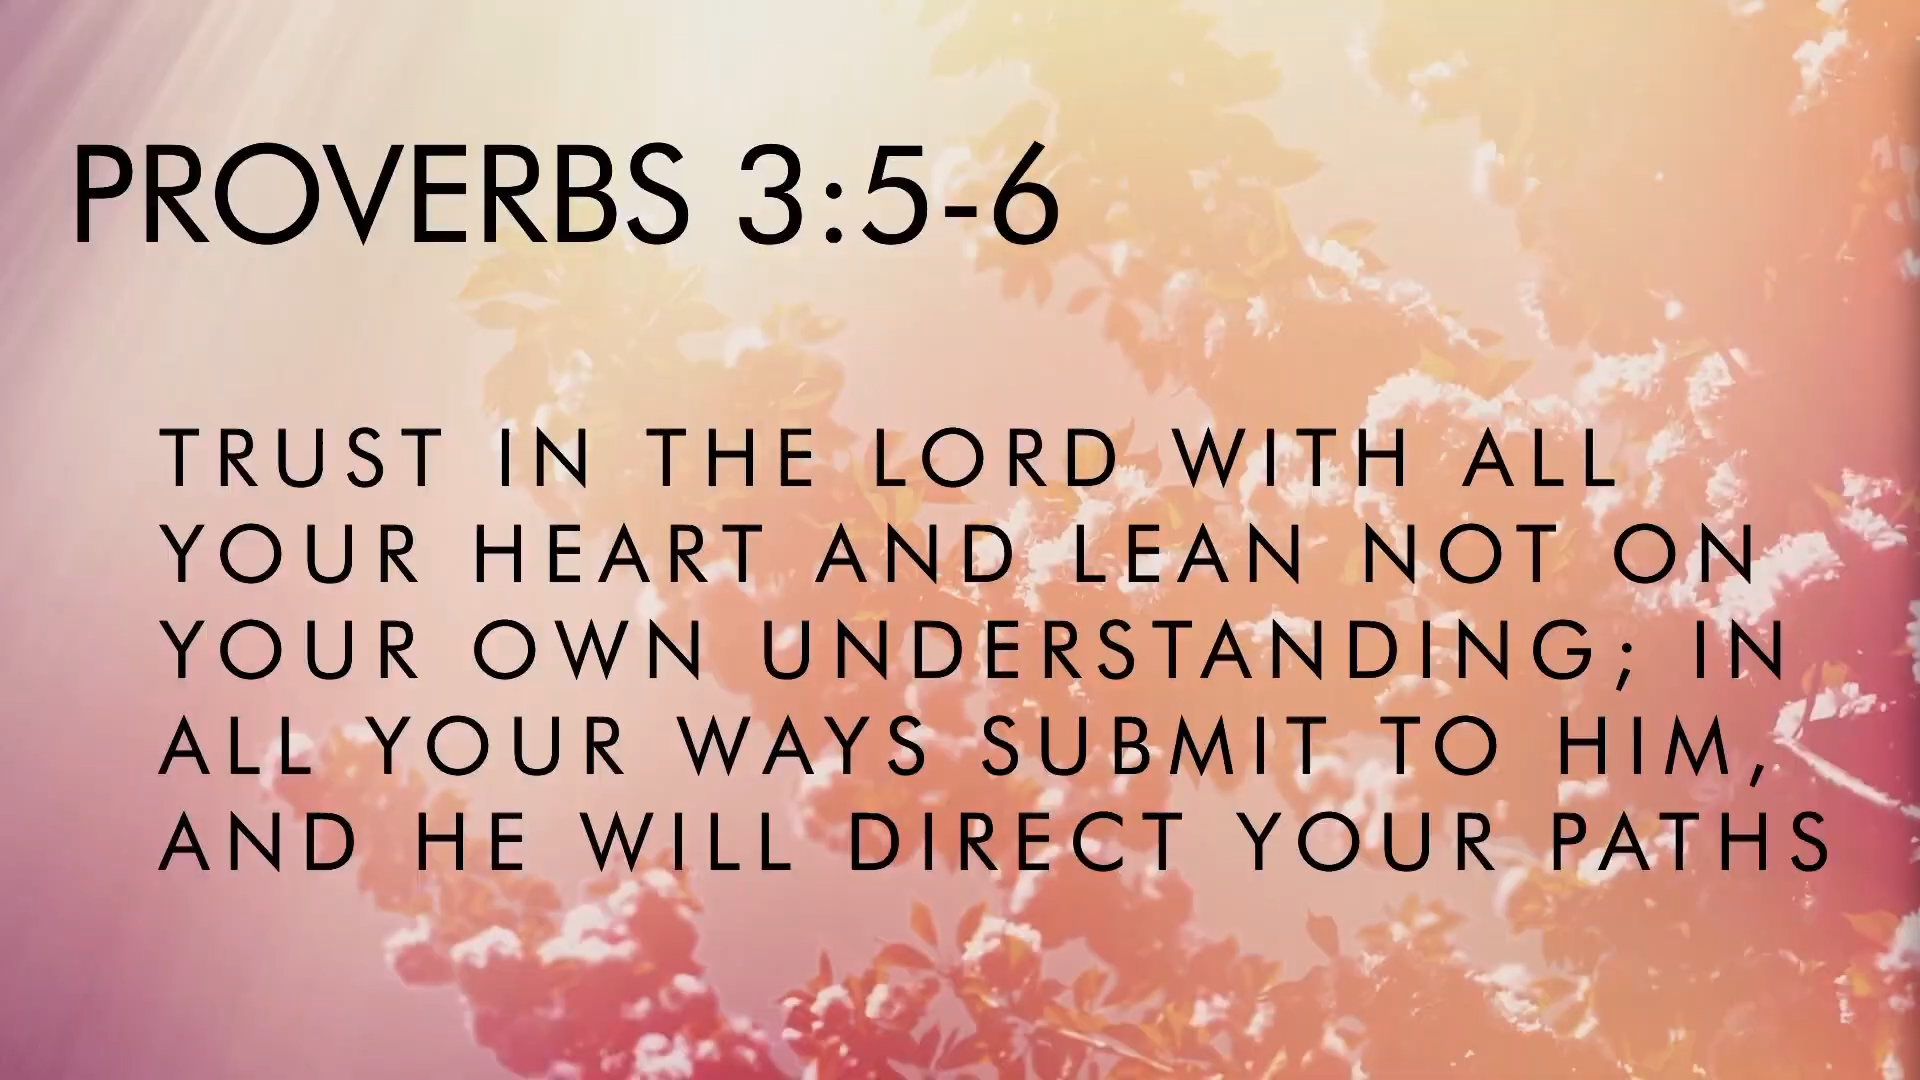 PROVERBS 3:5-6
TRUST IN THE LORD WITH ALL
YOUR HEART AND LEAN NOT ON
YOUR OWN UNDERSTANDING; IN
ALL YOUR WAYS SUBMIT TO HIM,
AND HE WILL DIRECT YOUR PATHS